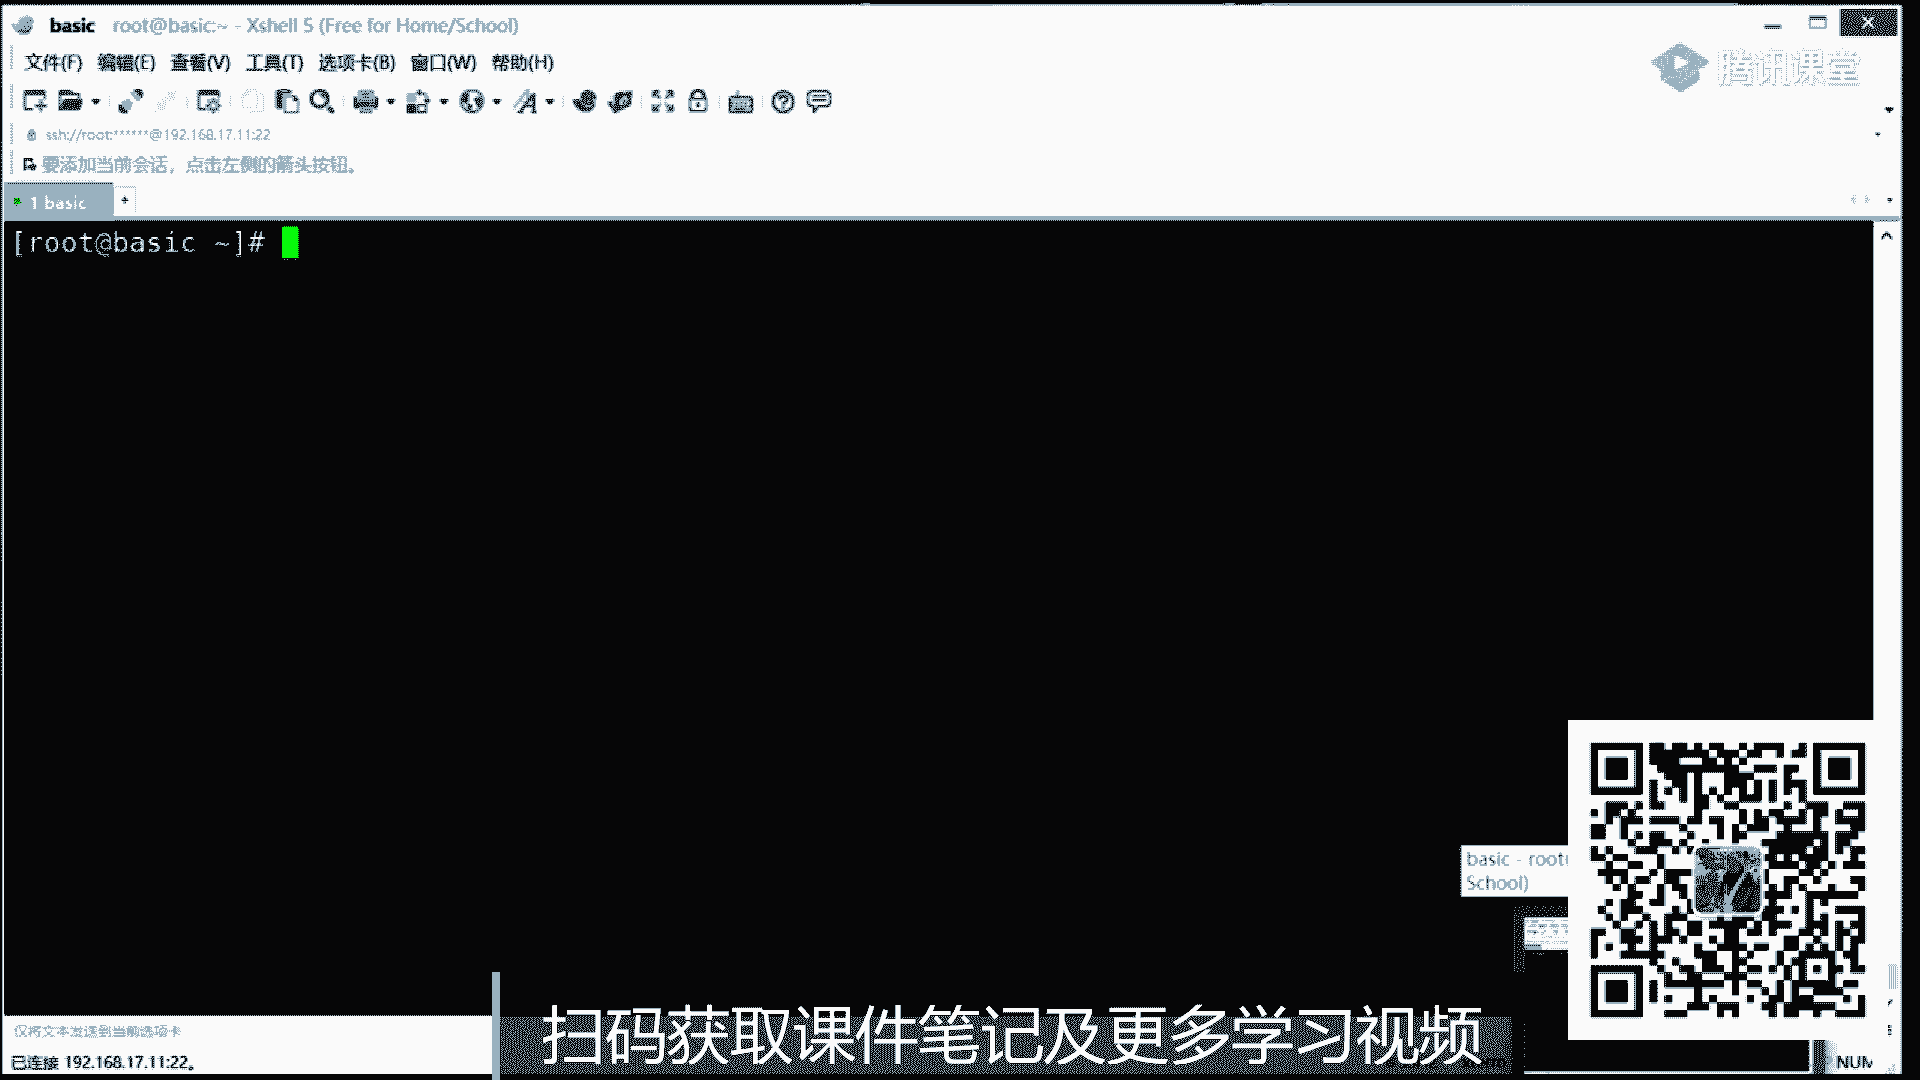 basic root@basic:~ - Xshell 5 (Free for Home/School)
腾讯课堂
文件(F) 编辑(E) 查看(V) 工具(T) 选项卡(B) 窗口(W) 帮助(H)
ssh://root:******@192.168.17.11:22
要添加当前会话，点击左侧的箭头按钮。
1 basic
[root@basic ~]#
basic - root
School)
仅将文本发送到当前选项卡
已连接 192.168.17.11:22。
扫码获取课件笔记及更多学习视频
NUM